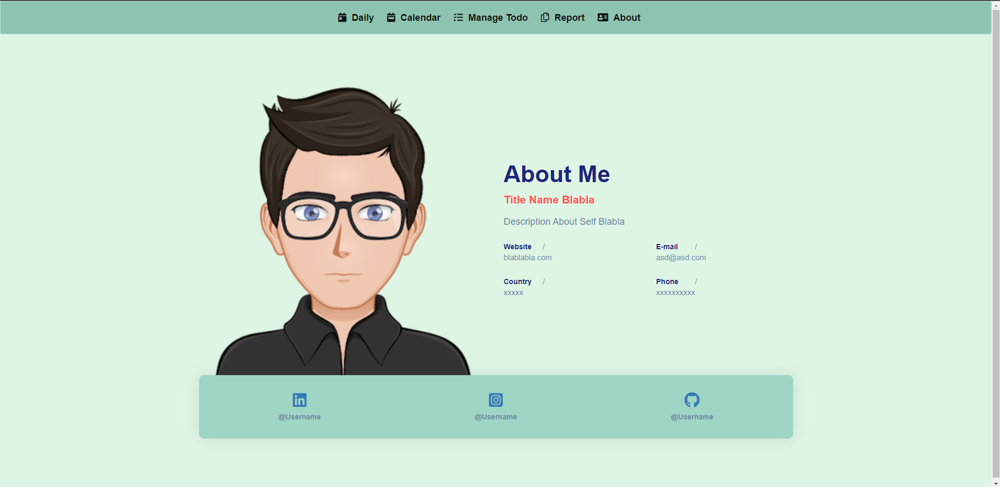 Daily Calendar Manage Todo Report About
About Me
Title Name Blabla
Description About Self Blabla
Website / E-mail /
blablabla.com asd@asd.com
Country / Phone /
xxxxx xxxxxxxxxx
in
@Username @Username @Username